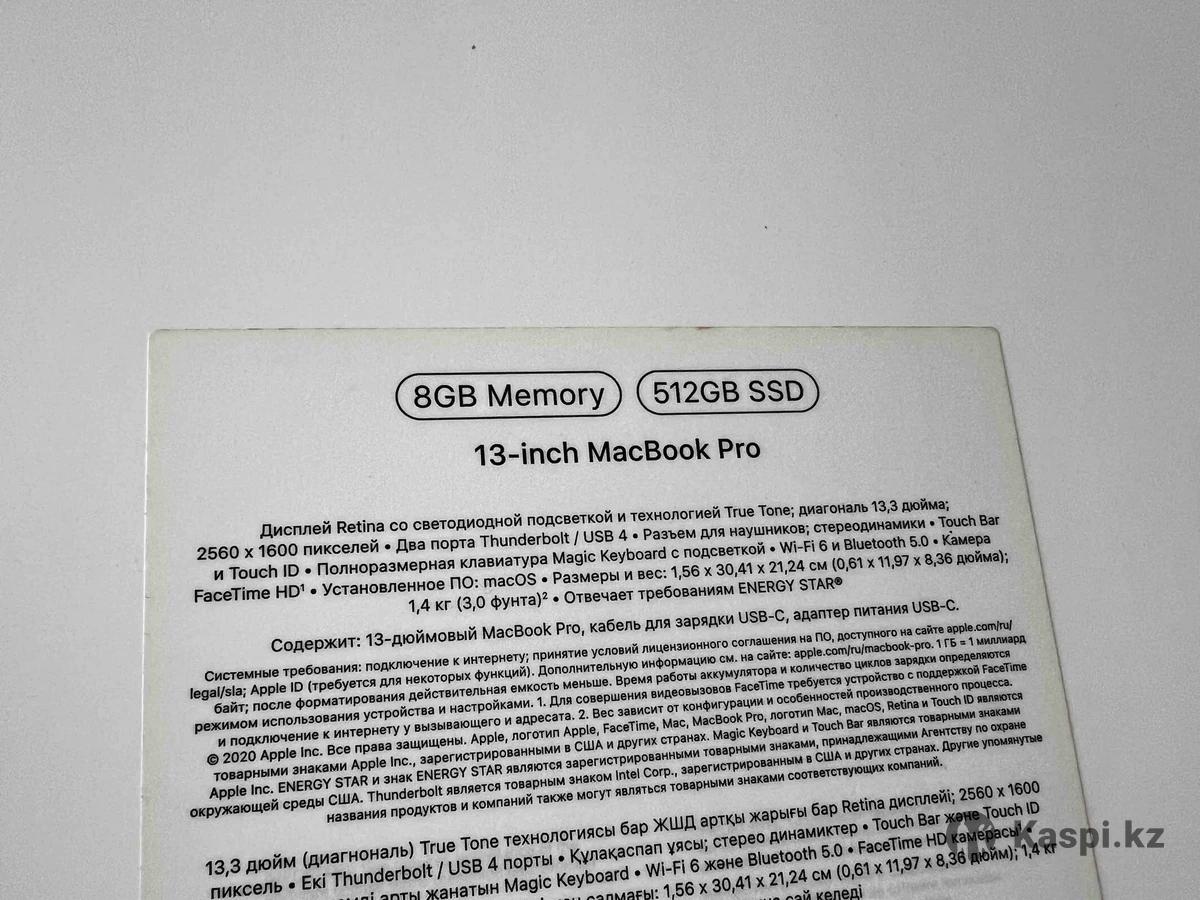 8GB Memory 512GB SSD
13-inch MacBook Pro
Дисплей Retina со светодиодной подсветкой и технологией True Tone; диагональ 13,3 дюйма;
2560 x 1600 пикселей • Два порта Thunderbolt / USB 4 • Разъем для наушников; стереодинамики • Touch Bar
и Touch ID • Полноразмерная клавиатура Magic Keyboard с подсветкой • Wi-Fi 6 и Bluetooth 5.0 • Камера
FaceTime HD¹ • Установленное ПО: macOS • Размеры и вес: 1,56 x 30,41 x 21,24 см (0,61 x 11,97 x 8,36 дюйма);
1,4 кг (3,0 фунта)² • Отвечает требованиям ENERGY STAR®
Содержит: 13-дюймовый MacBook Pro, кабель для зарядки USB-C, адаптер питания USB-C.
Системные требования: подключение к интернету; принятие условий лицензионного соглашения на ПО, доступного на сайте apple.com/ru/
legal/sla; Apple ID (требуется для некоторых функций). Дополнительную информацию см. на сайте: apple.com/ru/macbook-pro. 1 ГБ = 1 миллиард
байт; после форматирования действительная емкость меньше. Время работы аккумулятора и количество циклов зарядки определяются
режимом использования устройства и настройками. 1. Для совершения видеовызовов FaceTime требуется устройство с поддержкой FaceTime
и подключение к интернету у вызывающего и адресата. 2. Вес зависит от конфигурации и особенностей производственного процесса.
© 2020 Apple Inc. Все права защищены. Apple, логотип Apple, FaceTime, Mac, MacBook Pro, логотип Mac, macOS, Retina и Touch ID являются
товарными знаками Apple Inc., зарегистрированными в США и других странах. Magic Keyboard и Touch Bar являются товарными знаками
Apple Inc. ENERGY STAR и знак ENERGY STAR являются зарегистрированными товарными знаками, принадлежащими Агентству по охране
окружающей среды США. Thunderbolt является товарным знаком Intel Corp., зарегистрированным в США и других странах. Другие упомянутые
названия продуктов и компаний также могут являться товарными знаками соответствующих компаний.
13,3 дюйм (диагональ) True Tone технологиясы бар ЖШД артқы жарығы бар Retina дисплейі; 2560 x 1600
пиксель • Екі Thunderbolt / USB 4 порты • Құлақаспап ұясы; стерео динамиктер • Touch Bar және Touch ID
арты жанатын Magic Keyboard • Wi-Fi 6 және Bluetooth 5.0 • FaceTime HD камерасы
салмағы: 1,56 x 30,41 x 21,24 см (0,61 x 11,97 x 8,36 дюйм); 1,4 кг
сай келеді
Kaspi.kz